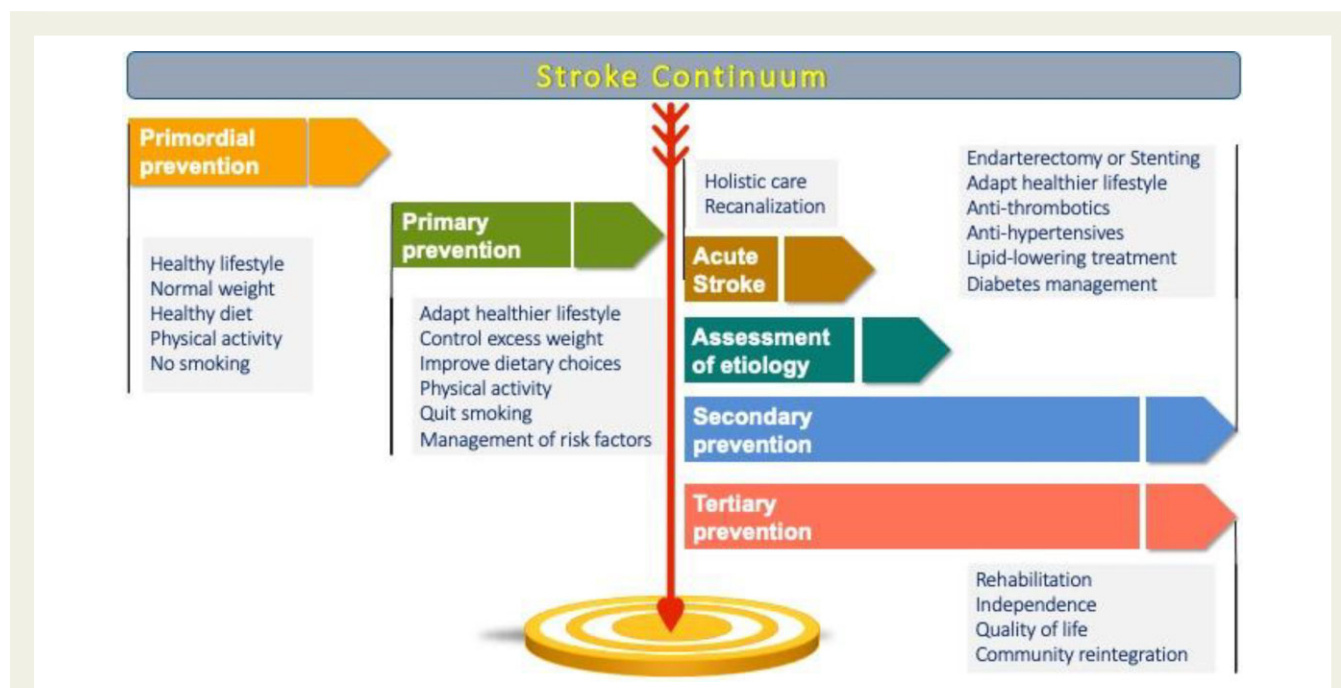 Stroke Continuum
Primordial
prevention
Healthy lifestyle
Normal weight
Healthy diet
Physical activity
No smoking
Primary
prevention
Adapt healthier lifestyle
Control excess weight
Improve dietary choices
Physical activity
Quit smoking
Management of risk factors
Holistic care
Recanalization
Acute
Stroke
Assessment
of etiology
Endarterectomy or Stenting
Adapt healthier lifestyle
Anti-thrombotics
Anti-hypertensives
Lipid-lowering treatment
Diabetes management
Secondary
prevention
Tertiary
prevention
Rehabilitation
Independence
Quality of life
Community reintegration